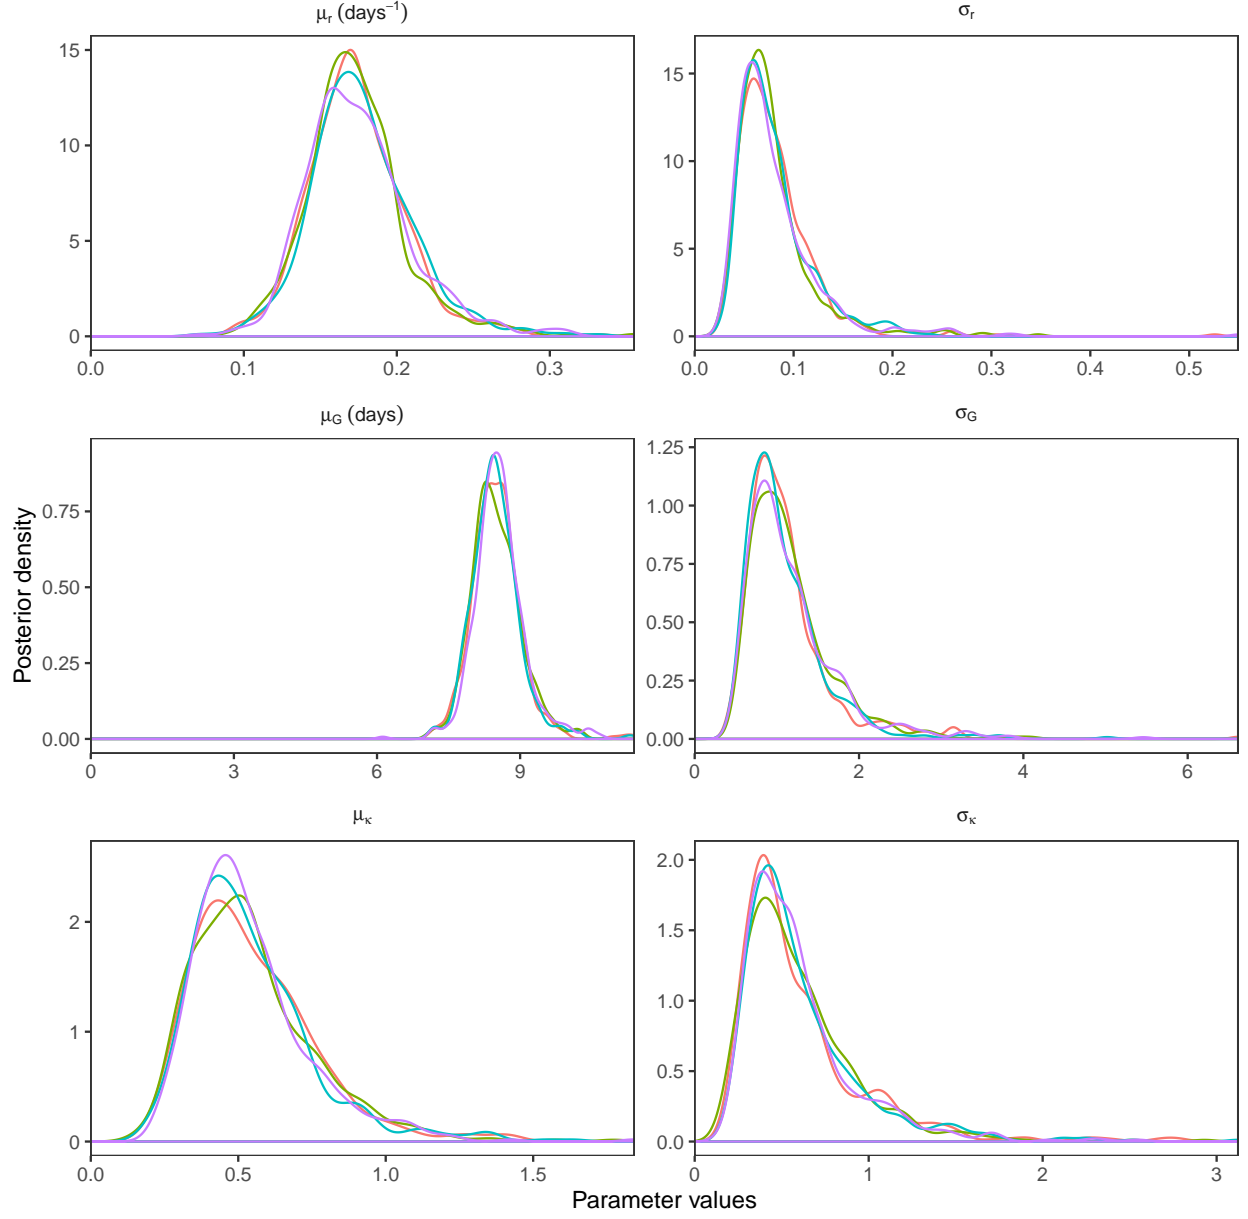 μr (days−1)
σr
15
10
5
0
15
10
5
0
0.0 0.1 0.2 0.3
0.0 0.1 0.2 0.3 0.4 0.5
μG (days)
σG
0.75
0.50
0.25
0.00
1.25
1.00
0.75
0.50
0.25
0.00
0 3 6 9
0 2 4 6
μκ
σκ
2
1
0
2.0
1.5
1.0
0.5
0.0
0.0 0.5 1.0 1.5
0 1 2 3
Posterior density
Parameter values